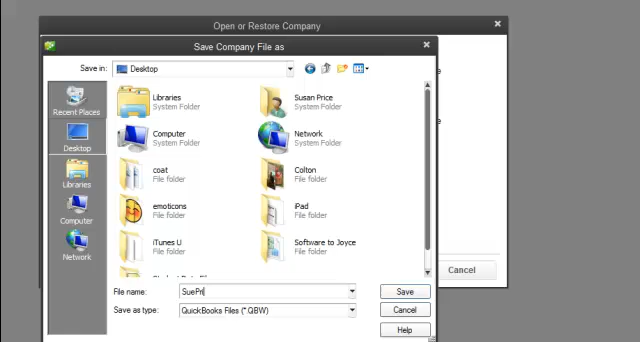 Open or Restore Company
Save Company File as
Save in:
Desktop
Recent Places
Desktop
Libraries
Computer
Network
Libraries
System Folder
Susan Price
System Folder
Computer
System Folder
Network
System Folder
coat
File folder
Colton
File folder
emoticons
File folder
iPad
File folder
iTunes U
File folder
Software to Joyce
File folder
File name:
SuePri
Save
Save as type:
QuickBooks Files (*.QBW)
Cancel
Help
Cancel